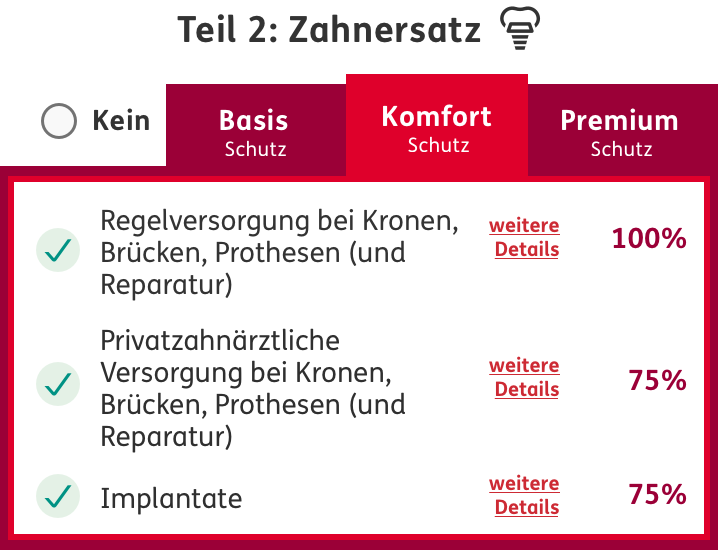 Teil 2: Zahnersatz
Kein
Basis
Schutz
Komfort
Schutz
Premium
Schutz
Regelversorgung bei Kronen,
Brücken, Prothesen (und
Reparatur)
weitere
Details
100%
Privatzahnärztliche
Versorgung bei Kronen,
Brücken, Prothesen (und
Reparatur)
weitere
Details
75%
Implantate
weitere
Details
75%